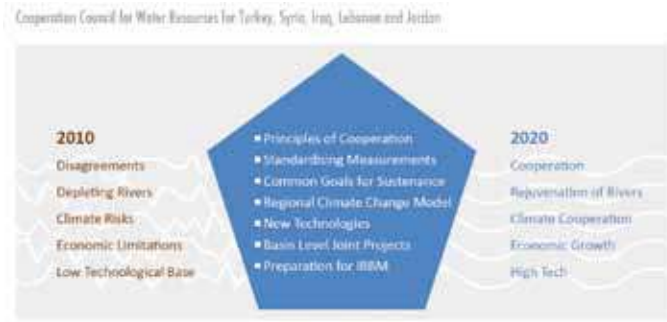 Cooperation Council for Water Resources for Turkey, Syria, Iraq, Lebanon and Jordan
2010
Disagreements
Depleting Rivers
Climate Risks
Economic Limitations
Low Technological Base
Principles of Cooperation
Standardising Measurements
Common Goals for Sustenance
Regional Climate Change Model
New Technologies
Basin Level Joint Projects
Preparation for IRBM
2020
Cooperation
Rejuvenation of Rivers
Climate Cooperation
Economic Growth
High Tech